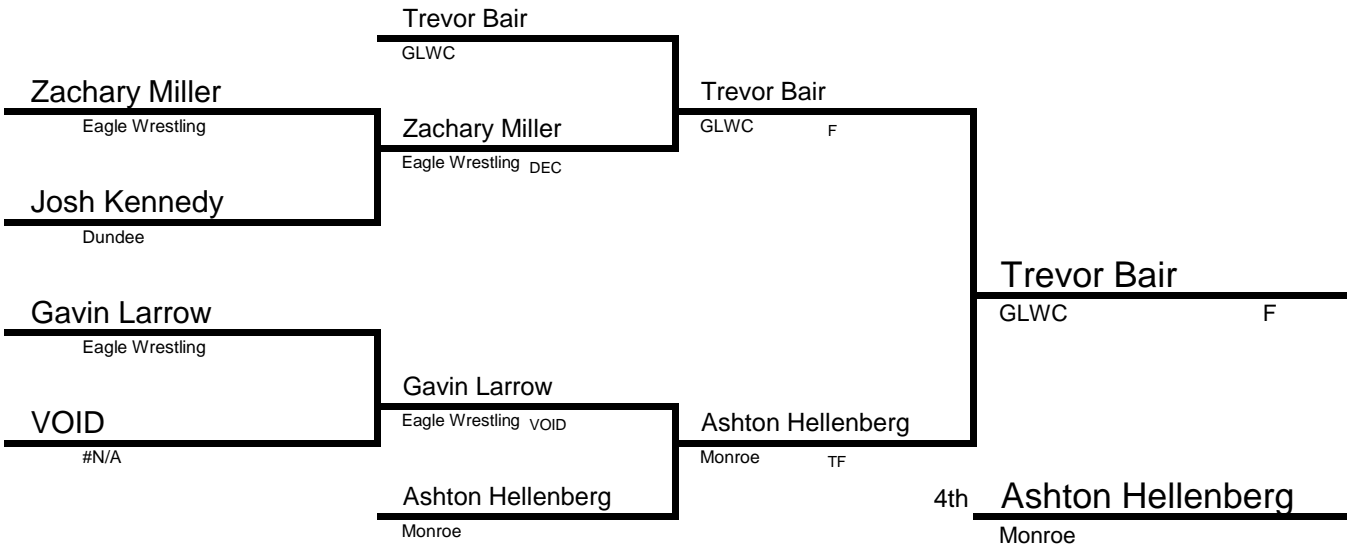 Trevor Bair
GLWC
Zachary Miller
Eagle Wrestling
Trevor Bair
GLWC F
Zachary Miller
Eagle Wrestling DEC
Josh Kennedy
Dundee
Trevor Bair
GLWC F
Gavin Larrow
Eagle Wrestling
Gavin Larrow
Eagle Wrestling VOID
VOID
#N/A
Ashton Hellenberg
Monroe TF
Ashton Hellenberg
Monroe
4th Ashton Hellenberg
Monroe